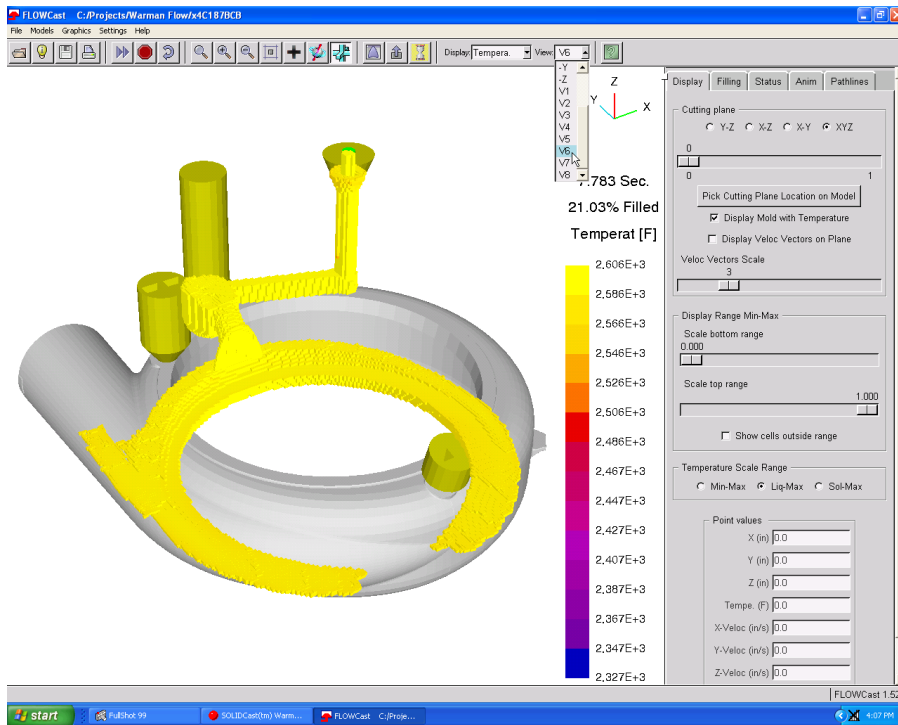 FLOWCast C:/Projects/Warman Flow/x4C187BCB
File Models Graphics Settings Help
Display: Tempera. View: V6
-Y
-Z
V1
V2
V3
V4
V5
V6
V7
V8
Z
Y
X
7.783 Sec.
21.03% Filled
Temperat [F]
2,606E+3
2,586E+3
2,566E+3
2,546E+3
2,526E+3
2,506E+3
2,486E+3
2,467E+3
2,447E+3
2,427E+3
2,407E+3
2,387E+3
2,367E+3
2,347E+3
2,327E+3
Display Filling Status Anim Pathlines
Cutting plane
Y-Z X-Z X-Y XYZ
0
0 1
Pick Cutting Plane Location on Model
Display Mold with Temperature
Display Veloc Vectors on Plane
Veloc Vectors Scale
3
Display Range Min-Max
Scale bottom range
0.000
Scale top range
1.000
Show cells outside range
Temperature Scale Range
Min-Max Liq-Max Sol-Max
Point values
X (in) 0.0
Y (in) 0.0
Z (in) 0.0
Tempe. (F) 0.0
X-Veloc (in/s) 0.0
Y-Veloc (in/s) 0.0
Z-Veloc (in/s) 0.0
FLOWCast 1.52
start FullShot 99 SOLIDCast(tm) Warm... FLOWCast C:/Proje... 4:07 PM